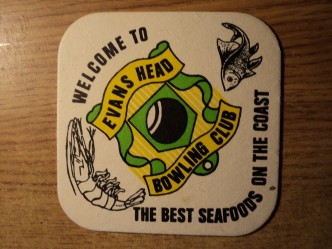 WELCOME TO
EVANS HEAD
BOWLING CLUB
THE BEST SEAFOODS ON THE COAST